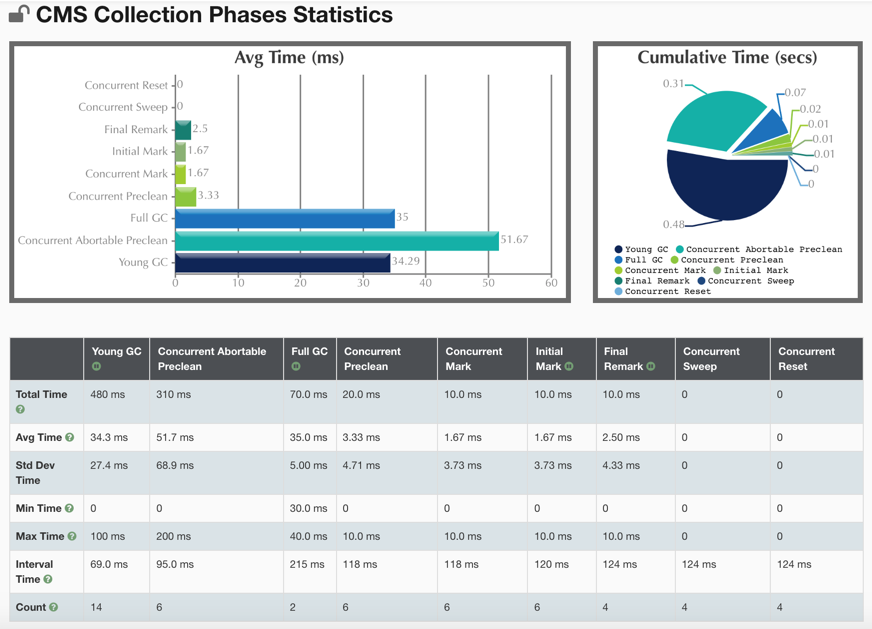 CMS Collection Phases Statistics
Avg Time (ms)
Concurrent Reset 0
Concurrent Sweep 0
Final Remark 2.5
Initial Mark 1.67
Concurrent Mark 1.67
Concurrent Preclean 3.33
Full GC 35
Concurrent Abortable Preclean 51.67
Young GC 34.29
0 10 20 30 40 50 60
Cumulative Time (secs)
0.31
0.07
0.02
0.01
0.01
0.01
0
0
0.48
Young GC Concurrent Abortable Preclean
Full GC Concurrent Preclean
Concurrent Mark Initial Mark
Final Remark Concurrent Sweep
Concurrent Reset
Young GC Concurrent Abortable Preclean Full GC Concurrent Preclean Concurrent Mark Initial Mark Final Remark Concurrent Sweep Concurrent Reset
Total Time ? 480 ms 310 ms 70.0 ms 20.0 ms 10.0 ms 10.0 ms 10.0 ms 0 0
Avg Time ? 34.3 ms 51.7 ms 35.0 ms 3.33 ms 1.67 ms 1.67 ms 2.50 ms 0 0
Std Dev Time 27.4 ms 68.9 ms 5.00 ms 4.71 ms 3.73 ms 3.73 ms 4.33 ms 0 0
Min Time ? 0 0 30.0 ms 0 0 0 0 0 0
Max Time ? 100 ms 200 ms 40.0 ms 10.0 ms 10.0 ms 10.0 ms 10.0 ms 0 0
Interval Time ? 69.0 ms 95.0 ms 215 ms 118 ms 118 ms 120 ms 124 ms 124 ms 124 ms
Count ? 14 6 2 6 6 6 4 4 4